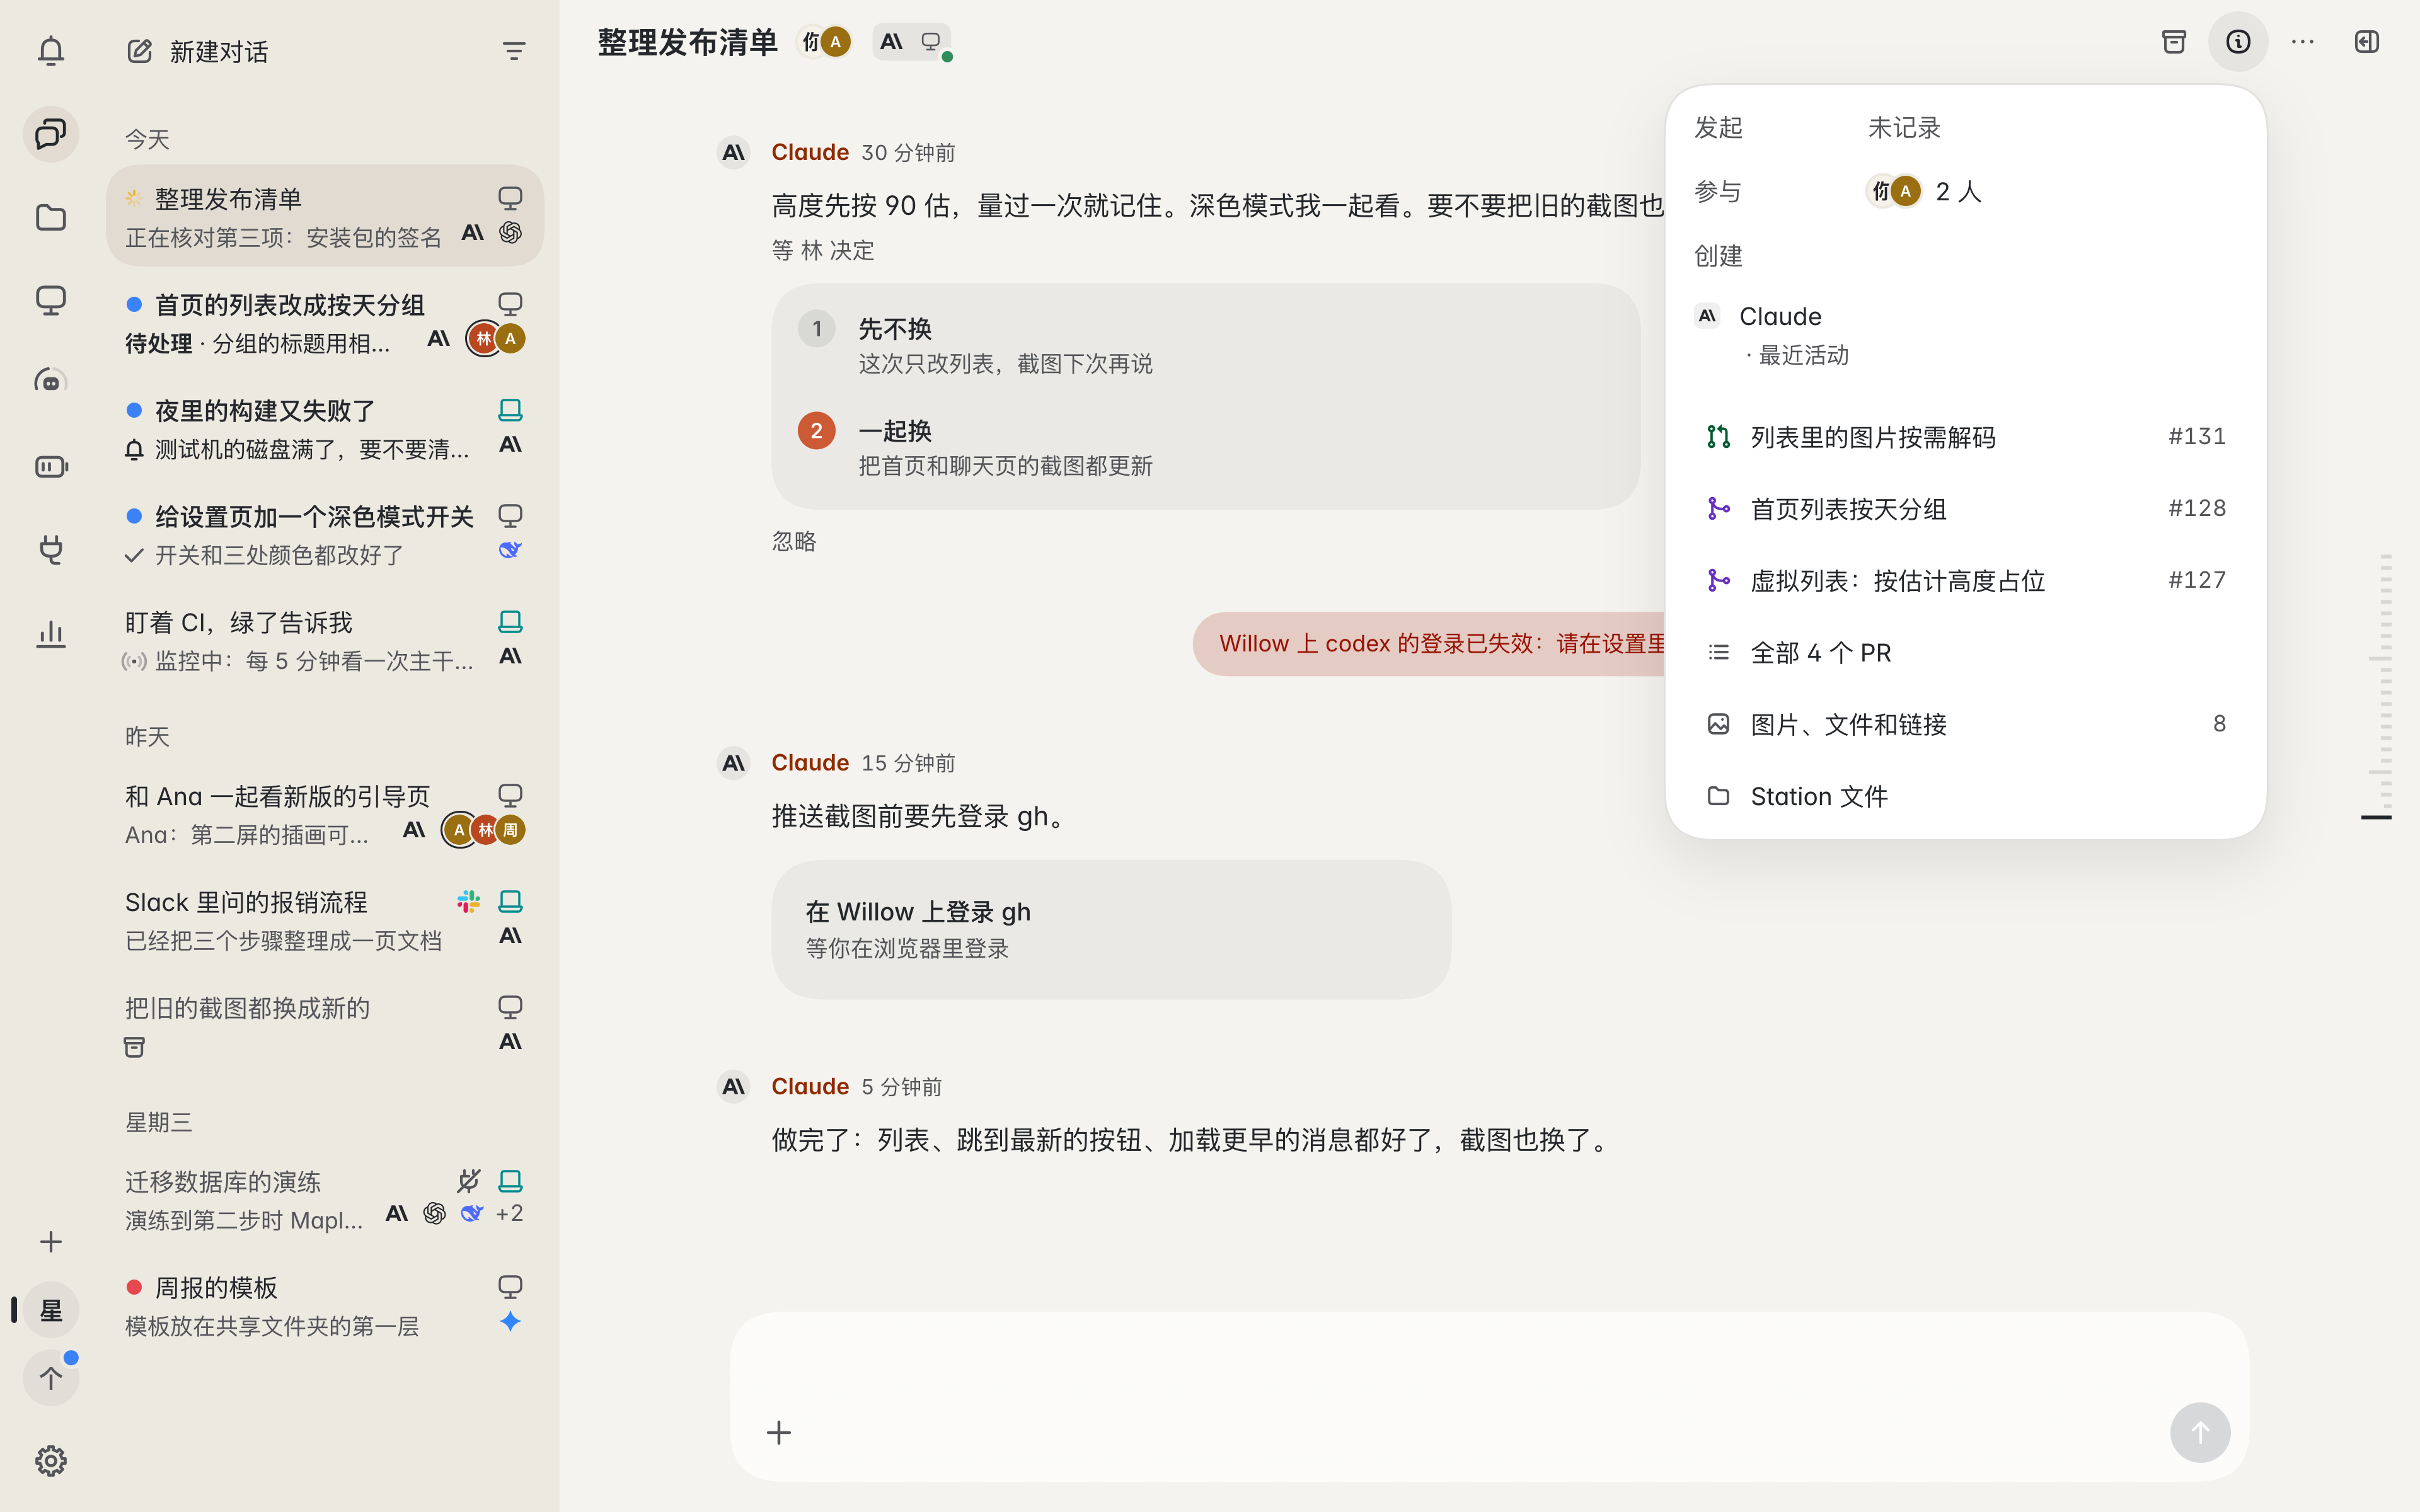 新建对话
今天
整理发布清单
正在核对第三项：安装包的签名
首页的列表改成按天分组
待处理 · 分组的标题用相...
林 A
夜里的构建又失败了
测试机的磁盘满了，要不要清...
给设置页加一个深色模式开关
开关和三处颜色都改好了
盯着 CI，绿了告诉我
监控中：每 5 分钟看一次主干...
昨天
和 Ana 一起看新版的引导页
Ana：第二屏的插画可...
A 林 周
Slack 里问的报销流程
已经把三个步骤整理成一页文档
把旧的截图都换成新的
星期三
迁移数据库的演练
演练到第二步时 Mapl...
+2
周报的模板
模板放在共享文件夹的第一层
星
个
整理发布清单
你 A
Claude 30 分钟前
高度先按 90 估，量过一次就记住。深色模式我一起看。要不要把旧的截图也
等 林 决定
1 先不换
这次只改列表，截图下次再说
2 一起换
把首页和聊天页的截图都更新
忽略
Willow 上 codex 的登录已失效：请在设置里
Claude 15 分钟前
推送截图前要先登录 gh。
在 Willow 上登录 gh
等你在浏览器里登录
Claude 5 分钟前
做完了：列表、跳到最新的按钮、加载更早的消息都好了，截图也换了。
发起 未记录
参与 你 A 2 人
创建
Claude
· 最近活动
列表里的图片按需解码 #131
首页列表按天分组 #128
虚拟列表：按估计高度占位 #127
全部 4 个 PR
图片、文件和链接 8
Station 文件